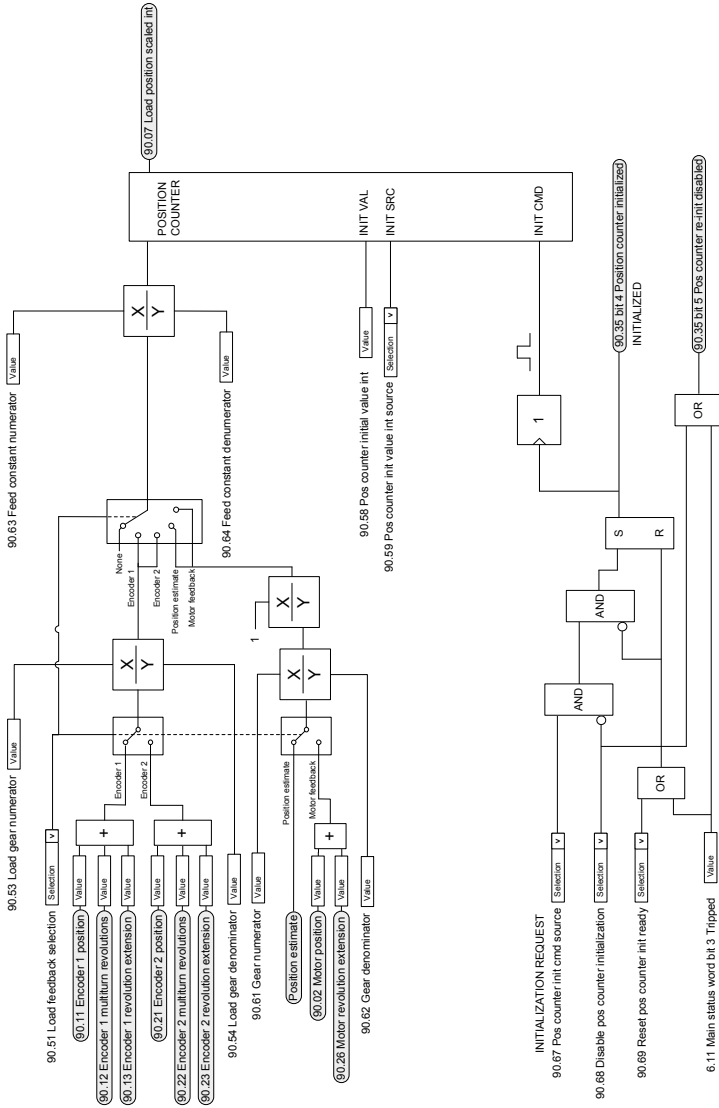 90.63 Feed constant numerator
Value
90.53 Load gear numerator
Value
90.51 Load feedback selection
Selection
v
90.11 Encoder 1 position
Value
90.12 Encoder 1 multiturn revolutions
Value
90.13 Encoder 1 revolution extension
Value
+
Encoder 1
90.21 Encoder 2 position
Value
90.22 Encoder 2 multiturn revolutions
Value
90.23 Encoder 2 revolution extension
Value
+
Encoder 2
90.54 Load gear denominator
Value
X
Y
None
Encoder 1
Encoder 2
Position estimate
Motor feedback
X
Y
90.64 Feed constant denumerator
Value
POSITION
COUNTER
90.07 Load position scaled int
90.61 Gear numerator
Value
Position estimate
Position estimate
90.02 Motor position
Value
90.26 Motor revolution extension
Value
+
Motor feedback
90.62 Gear denominator
Value
X
Y
1
X
Y
90.58 Pos counter initial value int
Value
INIT VAL
90.59 Pos counter init value int source
Selection
v
INIT SRC
INIT CMD
1
INITIALIZATION REQUEST
90.67 Pos counter init cmd source
Selection
v
90.68 Disable pos counter initialization
Selection
v
90.69 Reset pos counter init ready
Selection
v
6.11 Main status word bit 3 Tripped
Value
AND
AND
OR
S
R
90.35 bit 4 Position counter initialized
INITIALIZED
OR
90.35 bit 5 Pos counter re-init disabled